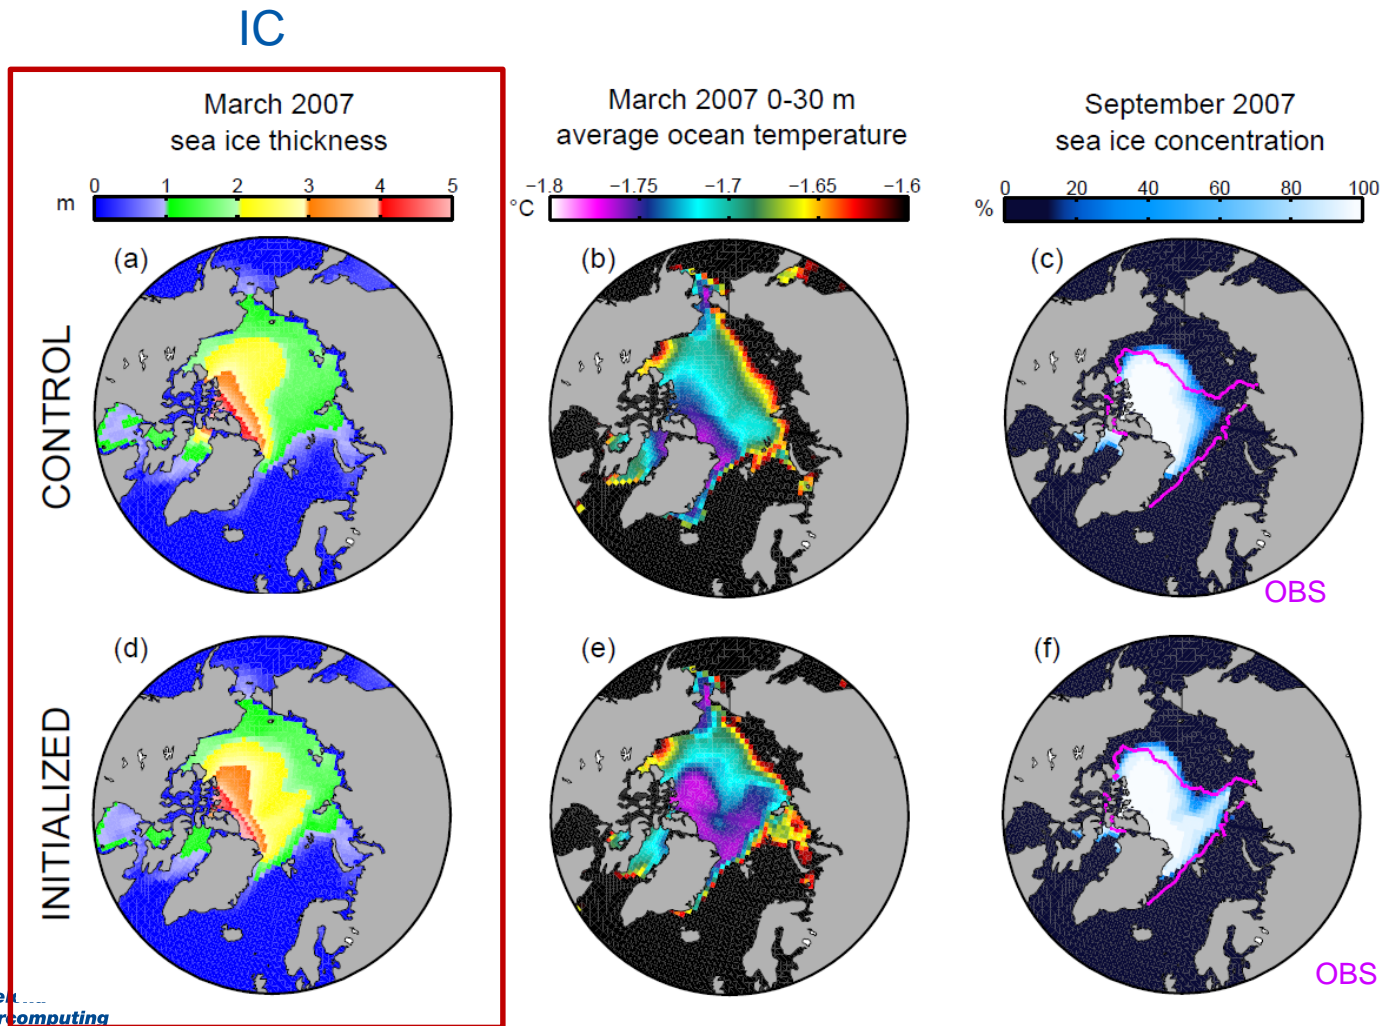 IC
March 2007
sea ice thickness
March 2007 0-30 m
average ocean temperature
September 2007
sea ice concentration
m
0 1 2 3 4 5
°C
−1.8 −1.75 −1.7 −1.65 −1.6
%
0 20 40 60 80 100
CONTROL
(a)
(b)
(c)
OBS
INITIALIZED
(d)
(e)
(f)
OBS